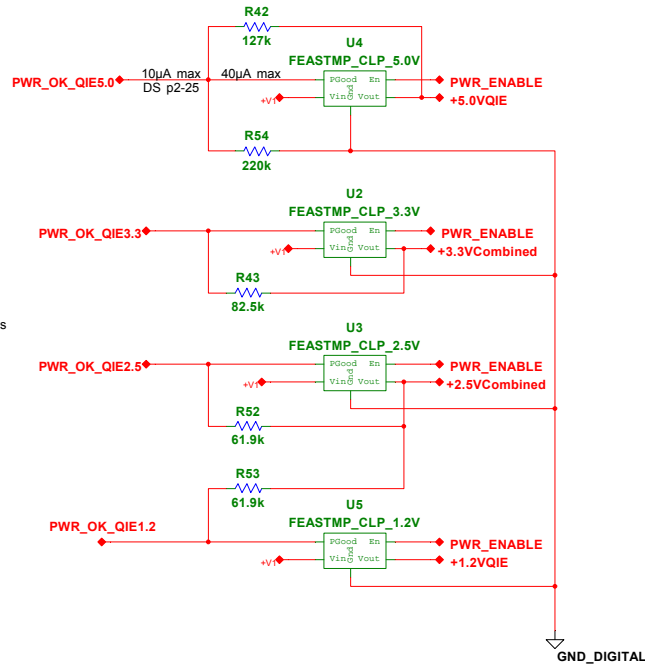 R42
127k
U4
FEASTMP_CLP_5.0V
PWR_OK_QIE5.0
10µA max
DS p2-25
40µA max
PGood En
Vin Gnd Vout
+V1
PWR_ENABLE
+5.0VQIE
R54
220k
U2
FEASTMP_CLP_3.3V
PWR_OK_QIE3.3
PGood En
Vin Gnd Vout
+V1
PWR_ENABLE
+3.3VCombined
R43
82.5k
s
U3
FEASTMP_CLP_2.5V
PWR_OK_QIE2.5
PGood En
Vin Gnd Vout
+V1
PWR_ENABLE
+2.5VCombined
R52
61.9k
R53
61.9k
U5
FEASTMP_CLP_1.2V
PWR_OK_QIE1.2
PGood En
Vin Gnd Vout
+V1
PWR_ENABLE
+1.2VQIE
GND_DIGITAL